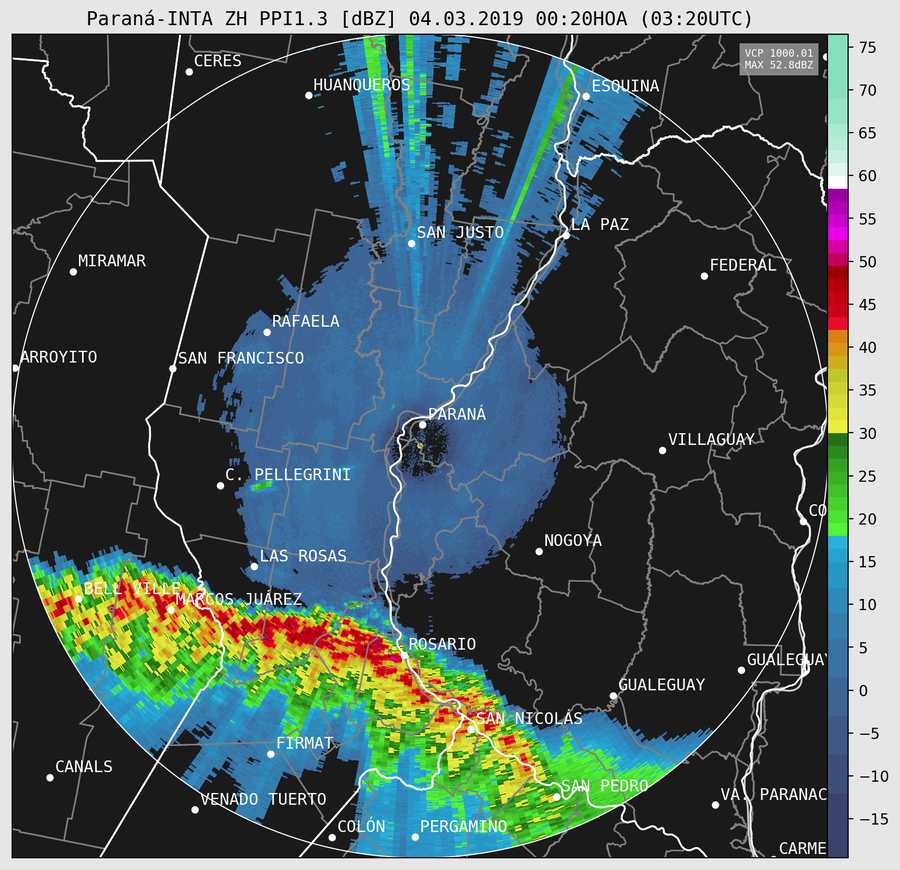 Paraná-INTA ZH PPI1.3 [dBZ] 04.03.2019 00:20HOA (03:20UTC)
VCP 1000.01
MAX 52.8dBZ
CERES
HUANQUEROS
ESQUINA
SAN JUSTO
LA PAZ
MIRAMAR
FEDERAL
RAFAELA
ARROYITO
SAN FRANCISCO
PARANÁ
VILLAGUAY
C. PELLEGRINI
CO
NOGOYA
LAS ROSAS
BELL VILLE
MARCOS JUÁREZ
ROSARIO
GUALEGUAY
GUALEGUAY
SAN NICOLÁS
FIRMAT
CANALS
SAN PEDRO
VENADO TUERTO
VA. PARANAC
COLÓN
PERGAMINO
CARME
75
70
65
60
55
50
45
40
35
30
25
20
15
10
5
0
−5
−10
−15